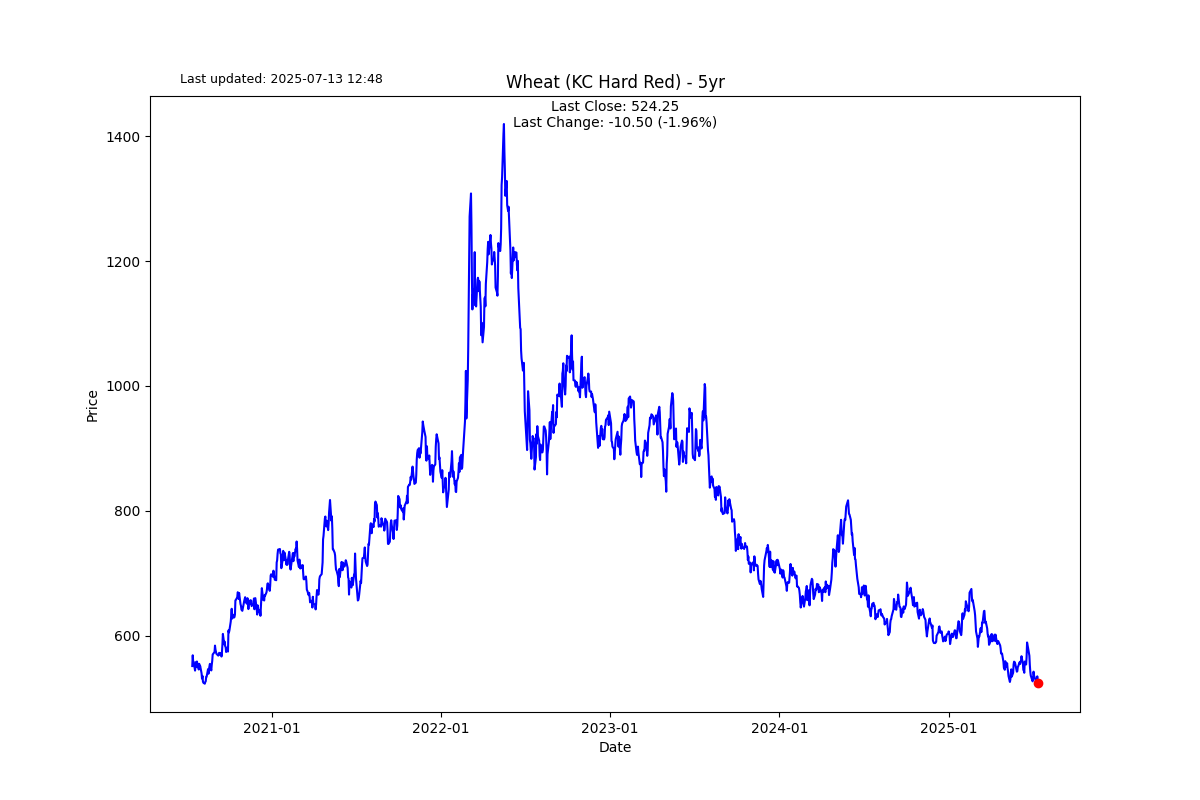 Last updated: 2025-07-13 12:48
Wheat (KC Hard Red) - 5yr
Last Close: 524.25
Last Change: -10.50 (-1.96%)
1400
1200
1000
800
600
Price
2021-01
2022-01
2023-01
2024-01
2025-01
Date